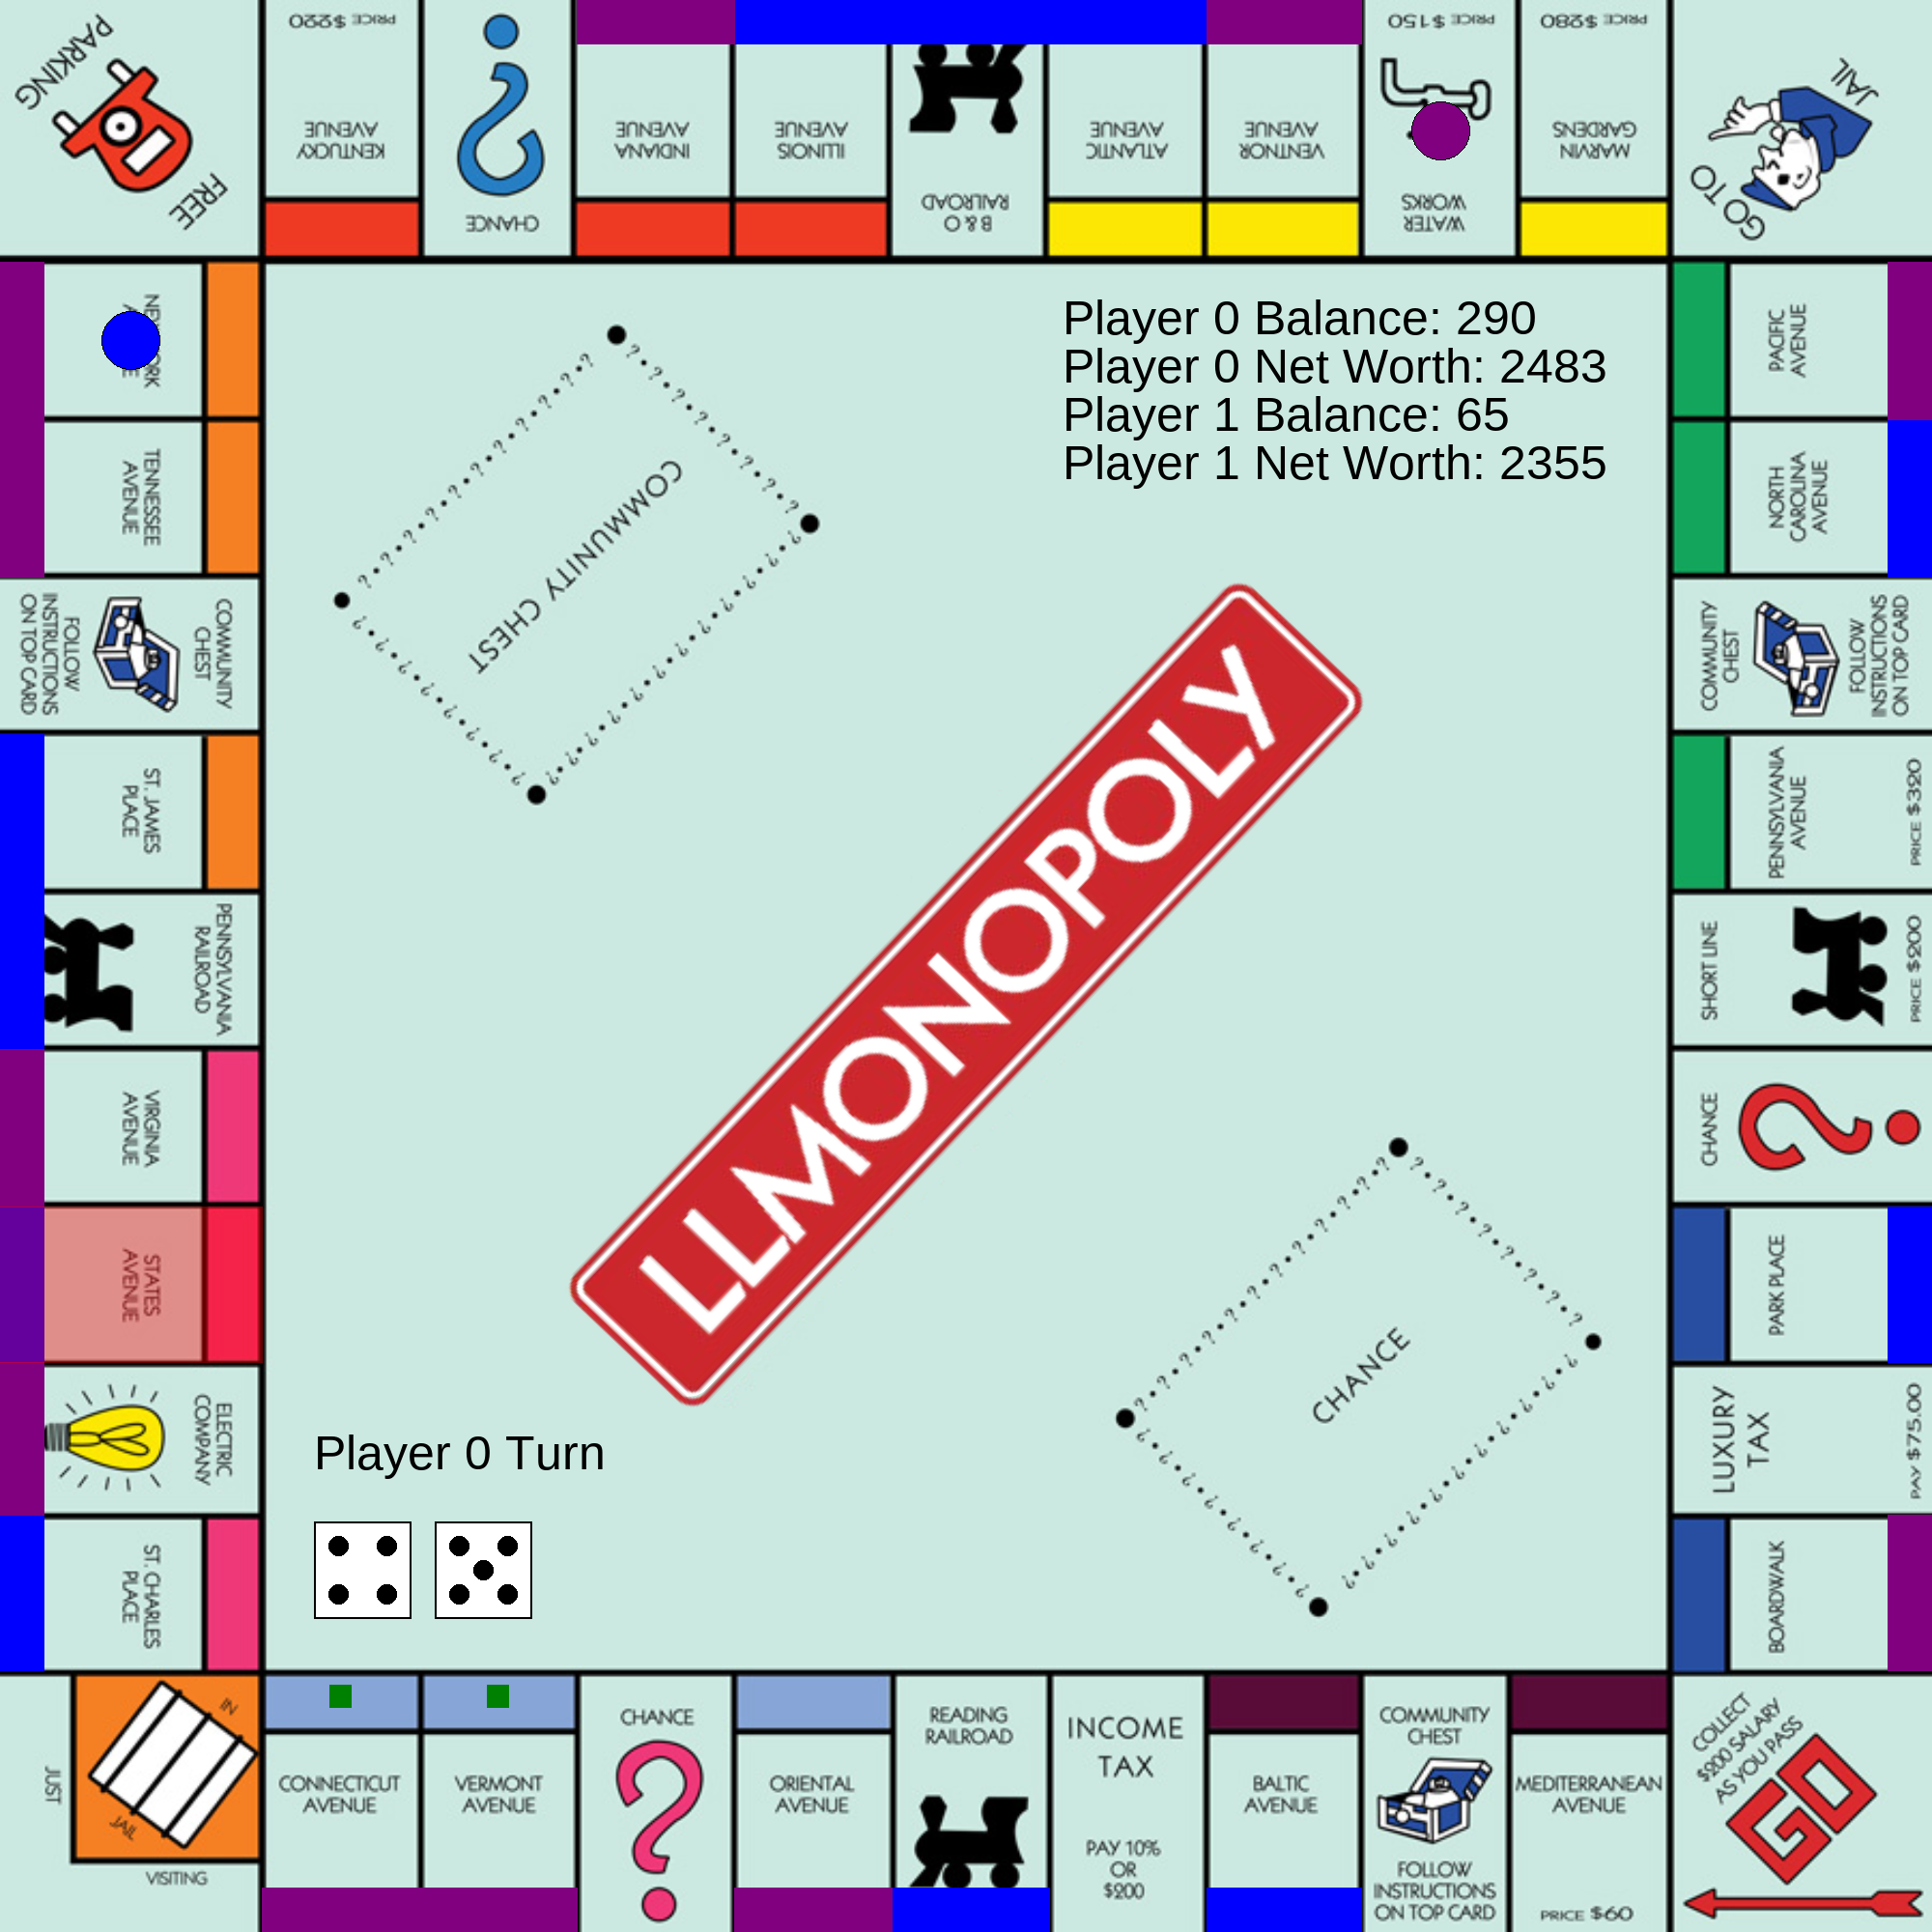 FREE
PARKING
PRICE $220
KENTUCKY
AVENUE
CHANCE
INDIANA
AVENUE
ILLINOIS
AVENUE
B & O
RAILROAD
ATLANTIC
AVENUE
VENTNOR
AVENUE
PRICE $150
WATER
WORKS
PRICE $280
MARVIN
GARDENS
GO TO
JAIL
TENNESSEE
AVENUE
COMMUNITY
CHEST
FOLLOW
INSTRUCTIONS
ON TOP CARD
ST. JAMES
PLACE
PENNSYLVANIA
RAILROAD
VIRGINIA
AVENUE
STATES
AVENUE
ELECTRIC
COMPANY
ST. CHARLES
PLACE
Player 0 Balance: 290
Player 0 Net Worth: 2483
Player 1 Balance: 65
Player 1 Net Worth: 2355
COMMUNITY CHEST
LLMONOPOLY
CHANCE
Player 0 Turn
PACIFIC
AVENUE
NORTH
CAROLINA
AVENUE
COMMUNITY
CHEST
FOLLOW
INSTRUCTIONS
ON TOP CARD
PENNSYLVANIA
AVENUE
PRICE $320
SHORT LINE
PRICE $200
CHANCE
PARK PLACE
LUXURY
TAX
PAY $75.00
BOARDWALK
IN
JAIL
JUST
VISITING
CONNECTICUT
AVENUE
VERMONT
AVENUE
CHANCE
ORIENTAL
AVENUE
READING
RAILROAD
INCOME
TAX
PAY 10%
OR
$200
BALTIC
AVENUE
COMMUNITY
CHEST
FOLLOW
INSTRUCTIONS
ON TOP CARD
MEDITERRANEAN
AVENUE
PRICE $60
COLLECT
$200 SALARY
AS YOU PASS
GO